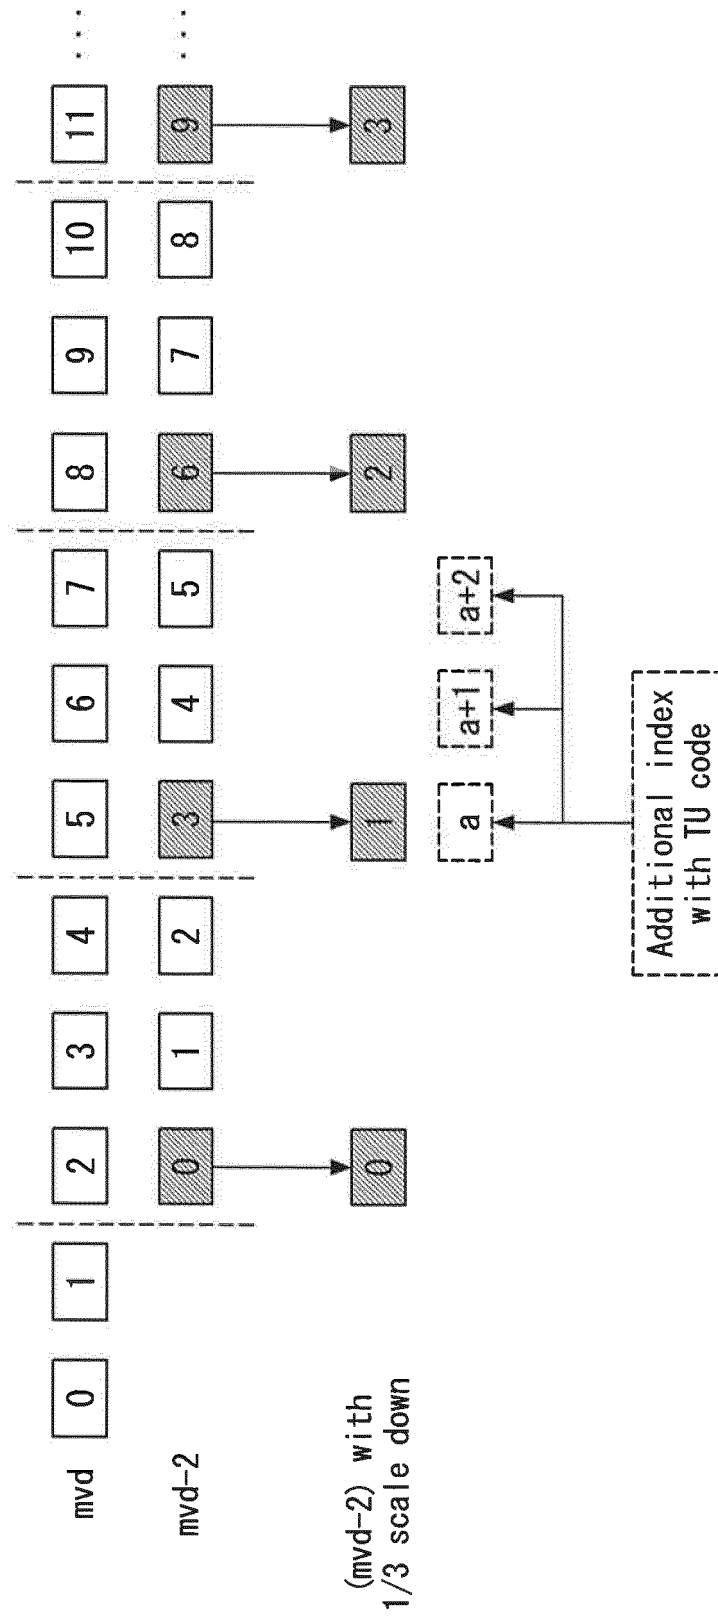 mvd 0 1 2 3 4 5 6 7 8 9 10 11 ...
mvd-2 0 1 2 3 4 5 6 7 8 9 ...
(mvd-2) with
1/3 scale down
0 1 2 3
a a+1 a+2
Additional index
with TU code